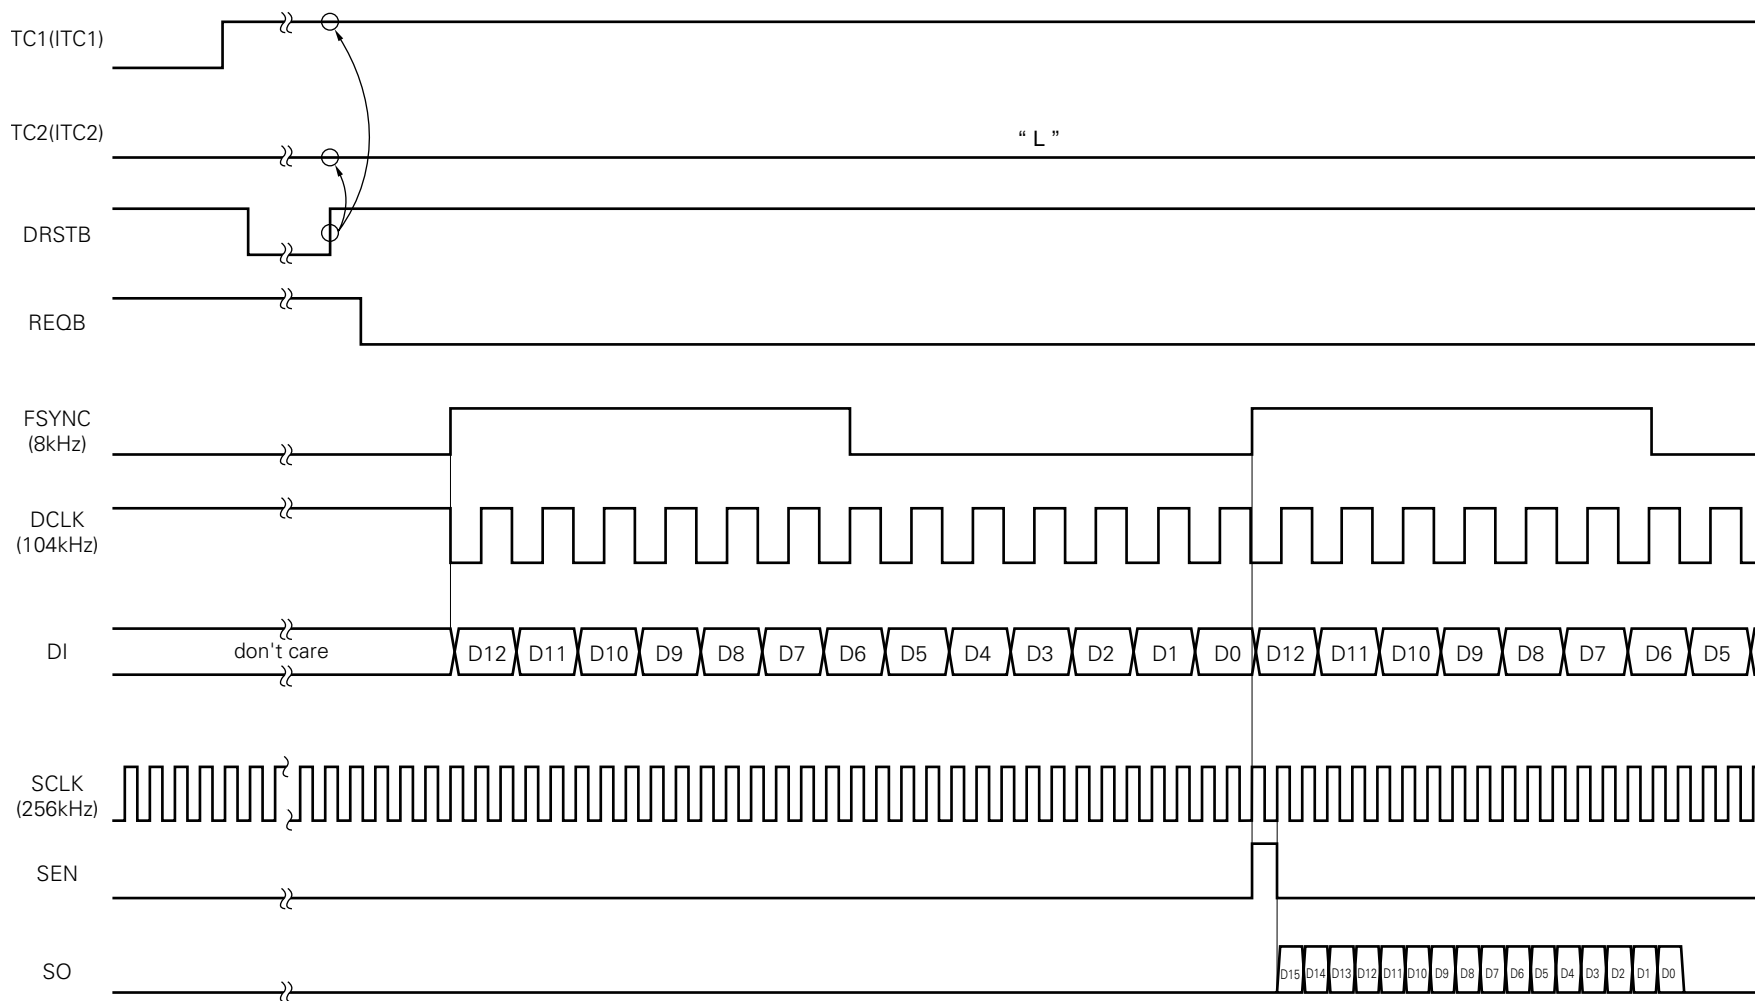 TC1(ITC1)
TC2(ITC2)
“ L ”
DRSTB
REQB
FSYNC
(8kHz)
DCLK
(104kHz)
DI
don't care
D12 D11 D10 D9 D8 D7 D6 D5 D4 D3 D2 D1 D0 D12 D11 D10 D9 D8 D7 D6 D5
SCLK
(256kHz)
SEN
SO
D15 D14 D13 D12 D11 D10 D9 D8 D7 D6 D5 D4 D3 D2 D1 D0